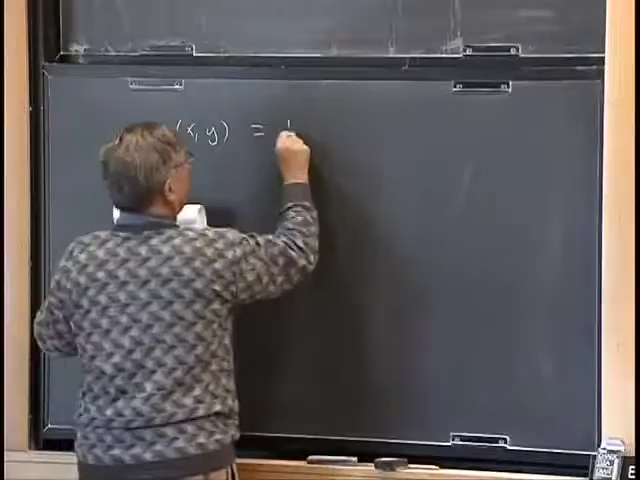 (x, y) =